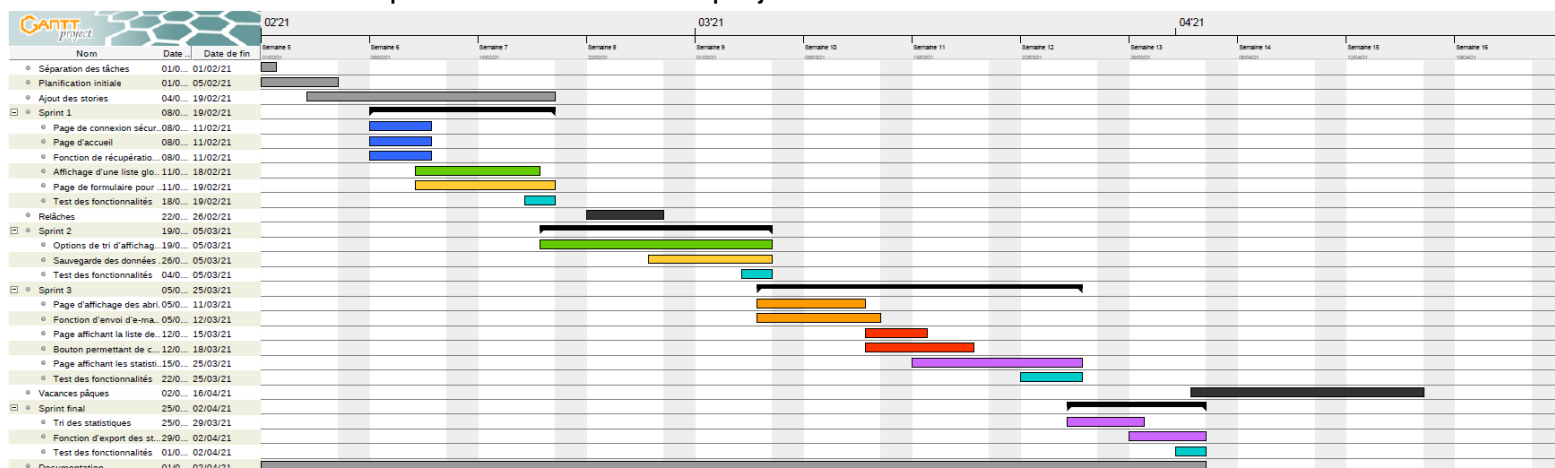 GANTT
project
02'21 03'21 04'21
Semaine 5 Semaine 6 Semaine 7 Semaine 8 Semaine 9 Semaine 10 Semaine 11 Semaine 12 Semaine 13 Semaine 14 Semaine 15 Semaine 16
Nom Date ... Date de fin
Séparation des tâches 01/0... 01/02/21
Planification initiale 01/0... 05/02/21
Ajout des stories 04/0... 19/02/21
Sprint 1 08/0... 19/02/21
Page de connexion sécur..08/0... 11/02/21
Page d'accueil 08/0... 11/02/21
Fonction de récupératio...08/0... 11/02/21
Affichage d'une liste glo...11/0... 18/02/21
Page de formulaire pour ..11/0... 19/02/21
Test des fonctionnalités 18/0... 19/02/21
Relâches 22/0... 26/02/21
Sprint 2 19/0... 05/03/21
Options de tri d'affichag...19/0... 05/03/21
Sauvegarde des données .26/0... 05/03/21
Test des fonctionnalités 04/0... 05/03/21
Sprint 3 05/0... 25/03/21
Page d'affichage des abri.05/0... 11/03/21
Fonction d'envoi d'e-ma..05/0... 12/03/21
Page affichant la liste de..12/0... 15/03/21
Bouton permettant de c...12/0... 18/03/21
Page affichant les statisti..15/0... 25/03/21
Test des fonctionnalités 22/0... 25/03/21
Vacances pâques 02/0... 16/04/21
Sprint final 25/0... 02/04/21
Tri des statistiques 25/0... 29/03/21
Fonction d'export des st...29/0... 02/04/21
Test des fonctionnalités 01/0... 02/04/21
Documentation 01/0... 02/04/21